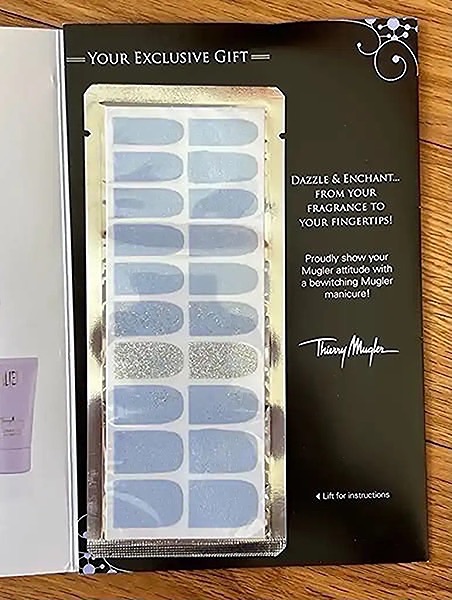 YOUR EXCLUSIVE GIFT
DAZZLE & ENCHANT...
FROM YOUR
FRAGRANCE TO
YOUR FINGERTIPS!
Proudly show your
Mugler attitude with
a bewitching Mugler
manicure!
Thierry Mugler
Lift for instructions